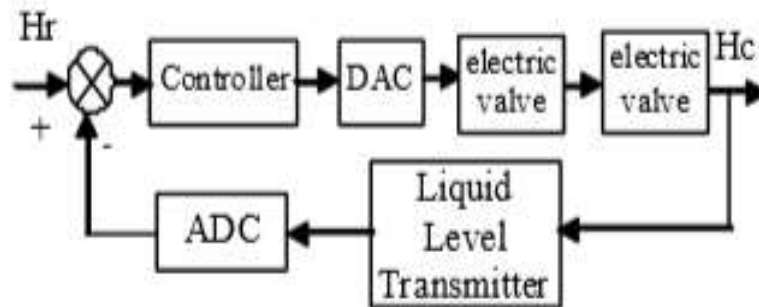 Hr
Controller
DAC
electric
valve
electric
valve
Hc
+
-
ADC
Liquid
Level
Transmitter